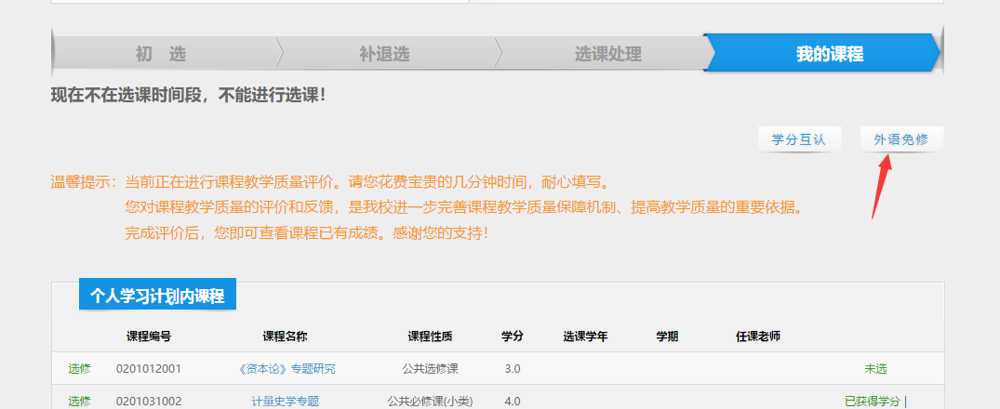 初 选 补退选 选课处理 我的课程
现在不在选课时间段，不能进行选课！
学分互认 外语免修
温馨提示：当前正在进行课程教学质量评价。请您花费宝贵的几分钟时间，耐心填写。
您对课程教学质量的评价和反馈，是我校进一步完善课程教学质量保障机制、提高教学质量的重要依据。
完成评价后，您即可查看课程已有成绩。感谢您的支持！
个人学习计划内课程
课程编号 课程名称 课程性质 学分 选课学年 学期 任课老师
选修 0201012001 《资本论》专题研究 公共选修课 3.0 未选
选修 0201031002 计量史学专题 公共必修课(小类) 4.0 已获得学分 |